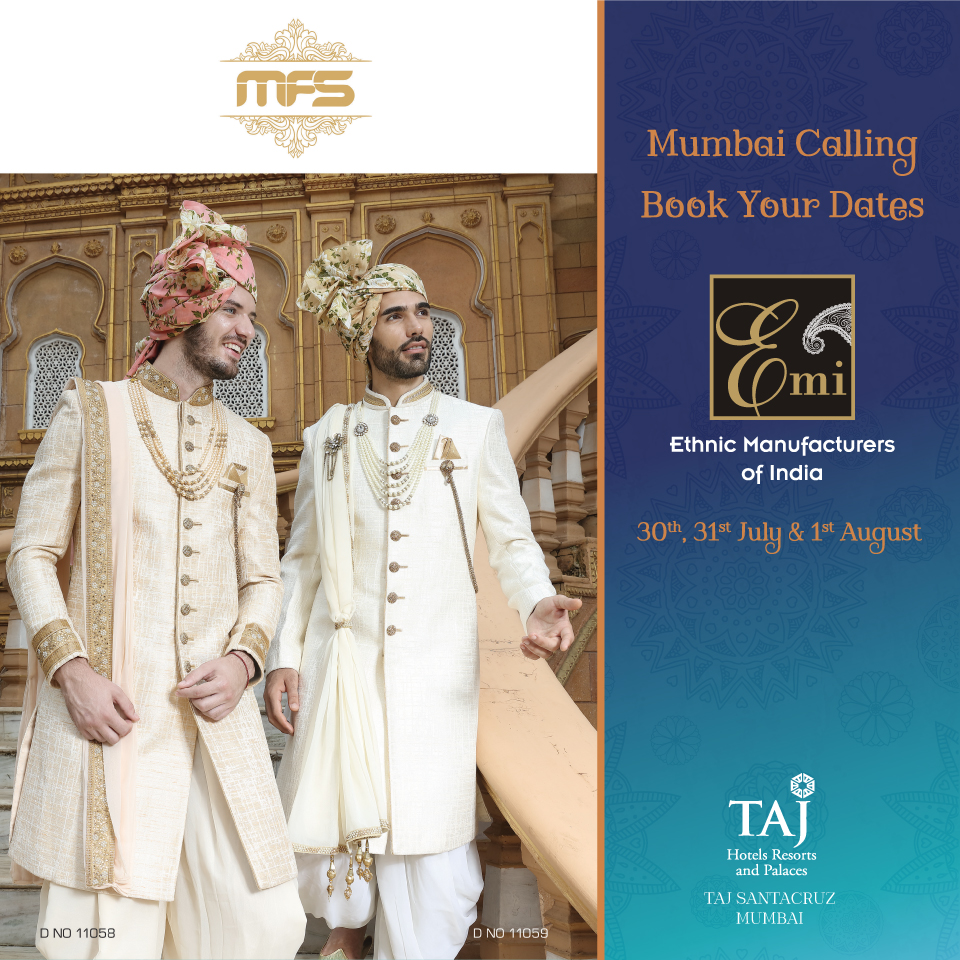 MFS
Mumbai Calling
Book Your Dates
Emi
Ethnic Manufacturers
of India
30th, 31st July & 1st August
TAJ
Hotels Resorts
and Palaces
TAJ SANTACRUZ
MUMBAI
D NO 11058
D NO 11059